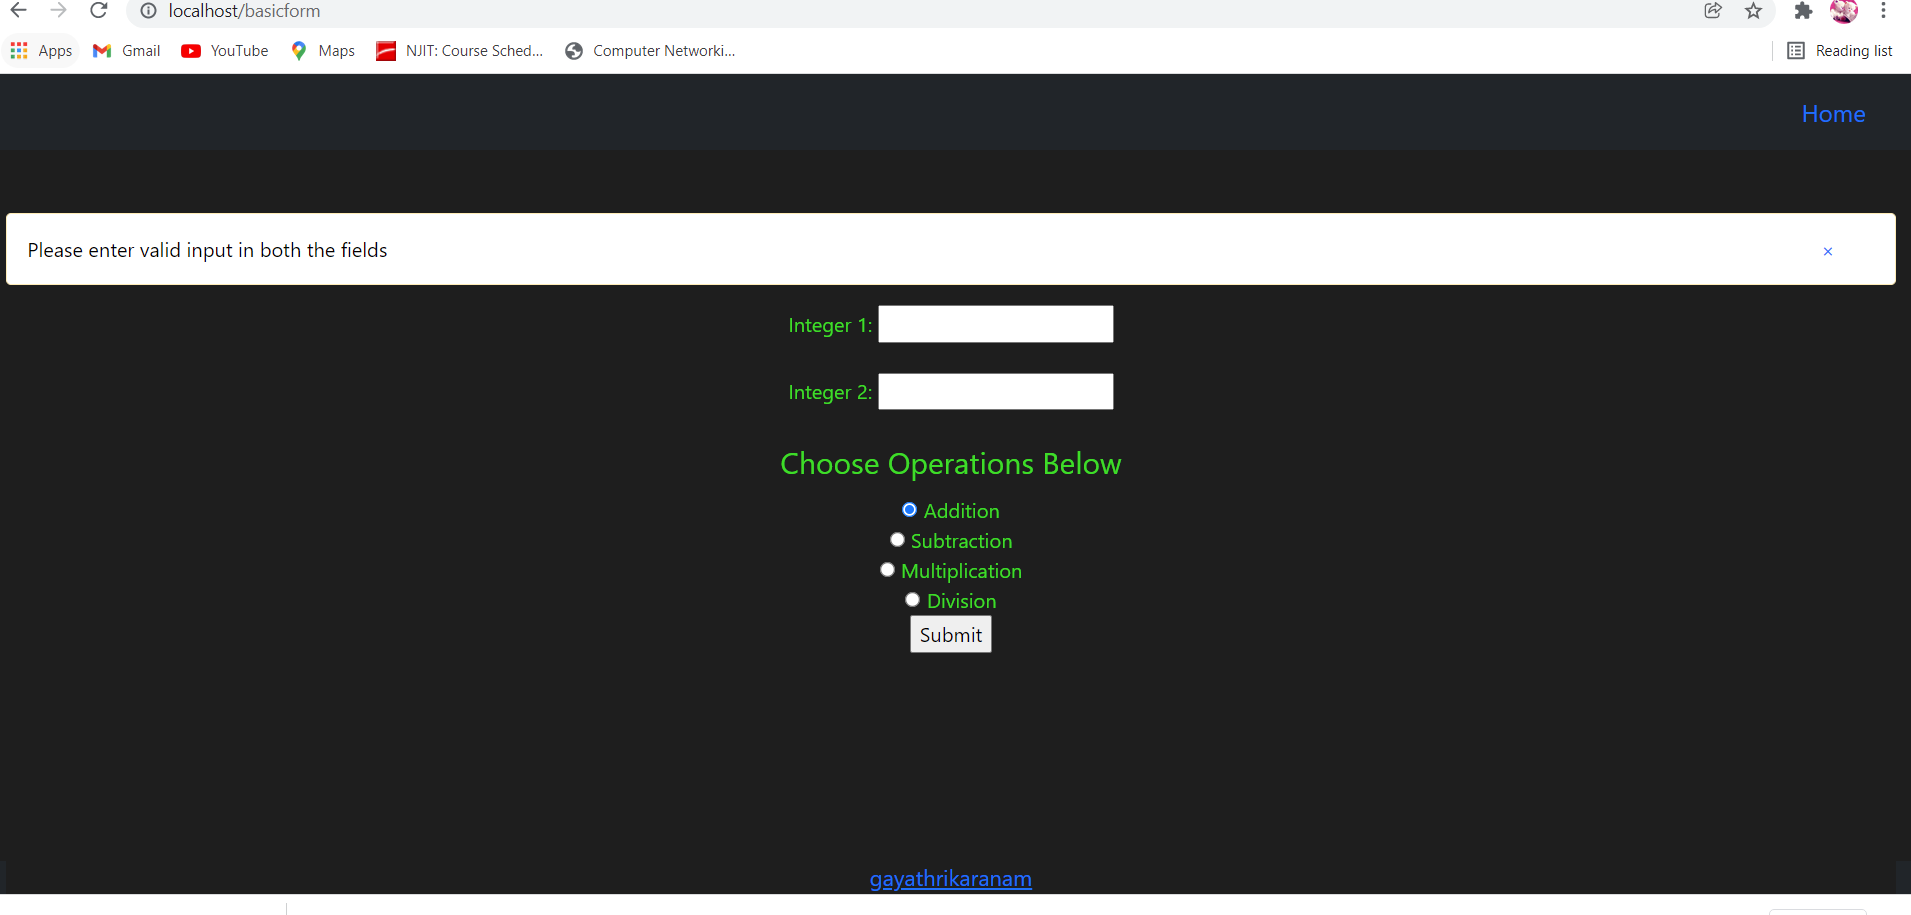 localhost/basicform
Apps Gmail YouTube Maps NJIT: Course Sched... Computer Networki... Reading list
Home
Please enter valid input in both the fields ×
Integer 1:
Integer 2:
Choose Operations Below
Addition
Subtraction
Multiplication
Division
Submit
gayathrikaranam